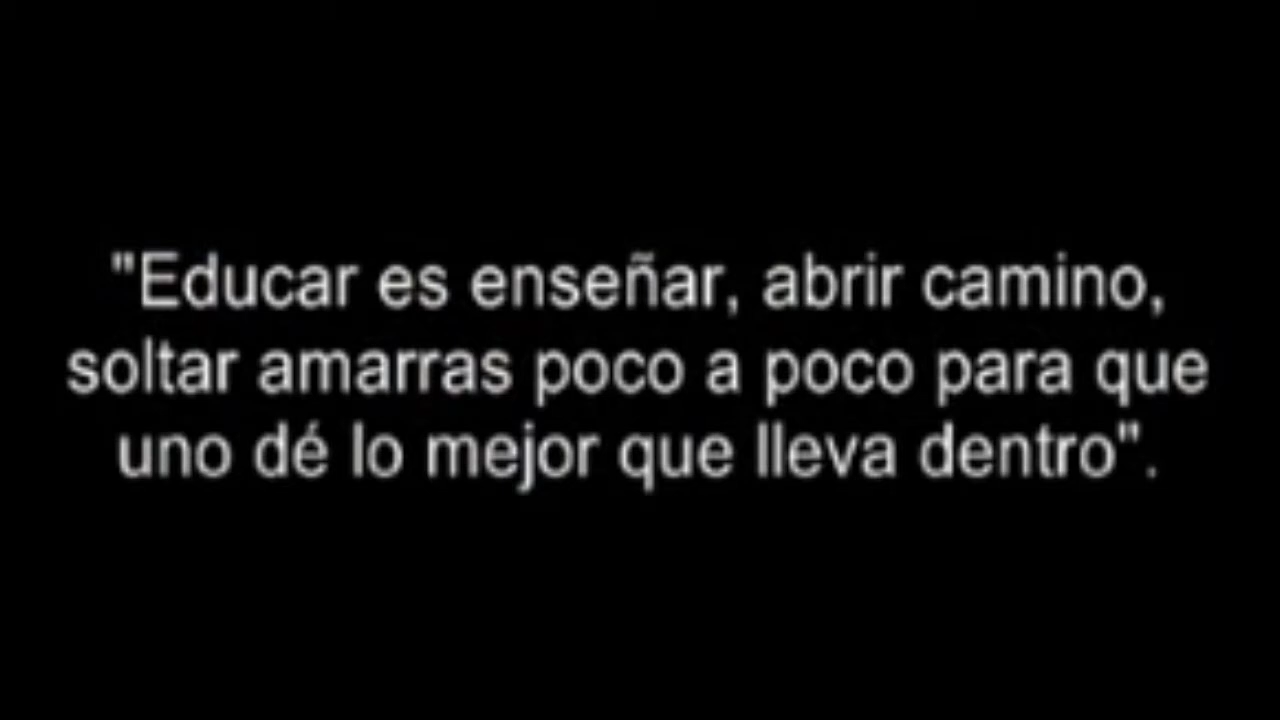 "Educar es enseñar, abrir camino,
soltar amarras poco a poco para que
uno dé lo mejor que lleva dentro".